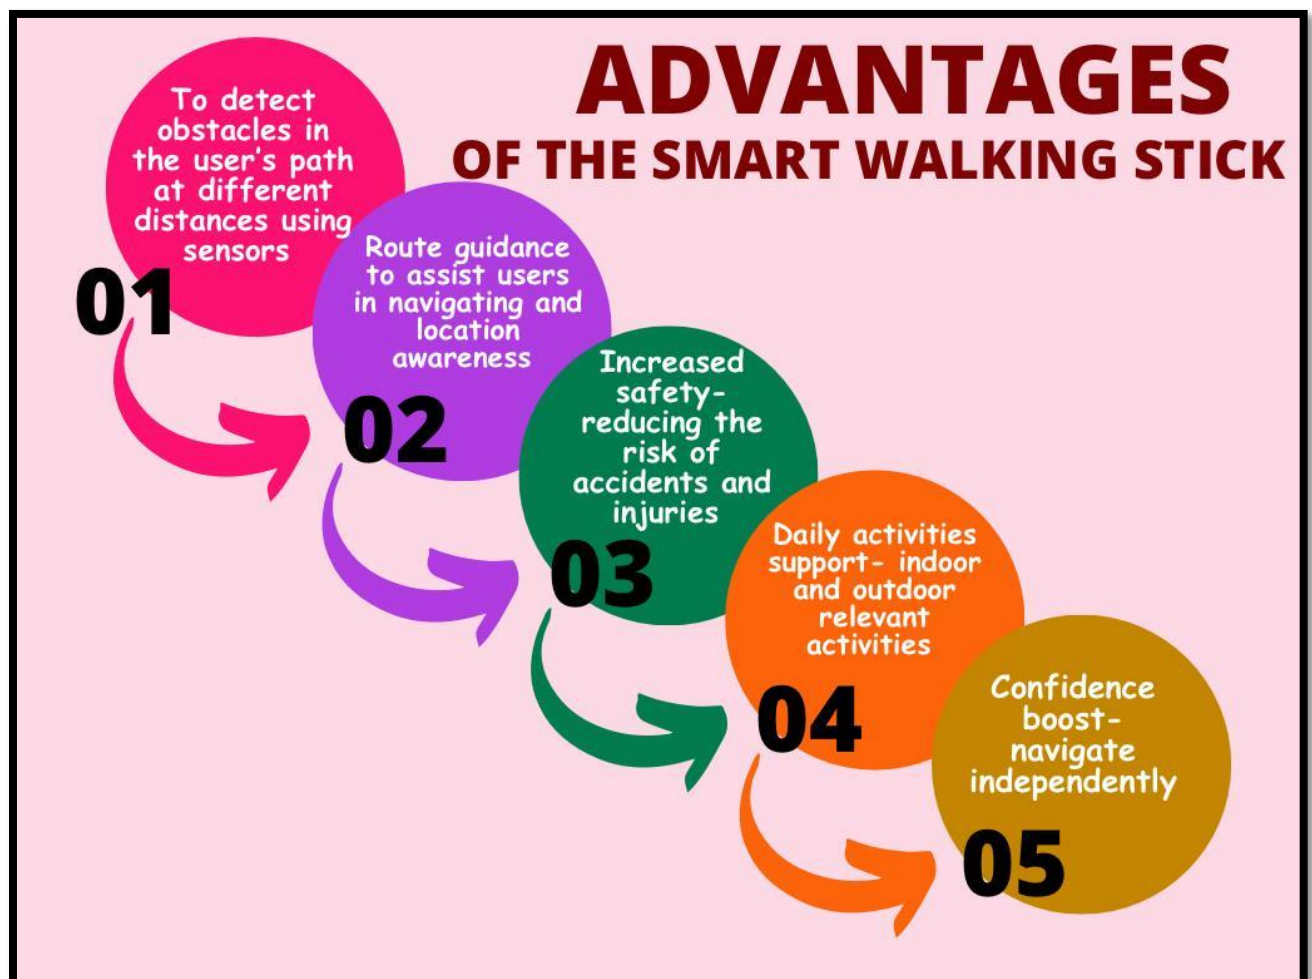 ADVANTAGES
OF THE SMART WALKING STICK
To detect
obstacles in
the user's path
at different
distances using
sensors
01
Route guidance
to assist users
in navigating and
location
awareness
02
Increased
safety-
reducing the
risk of
accidents and
injuries
03
Daily activities
support- indoor
and outdoor
relevant
activities
04
Confidence
boost-
navigate
independently
05